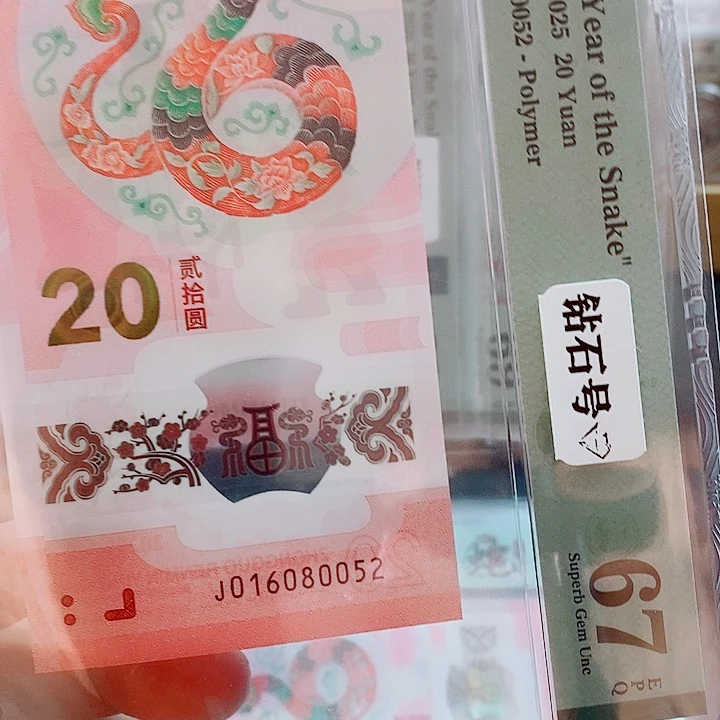 20
贰拾圆
福
J016080052
Year of the Snake"
025 20 Yuan
0052 - Polymer
钻石号
67
EPQ
Superb Gem Unc